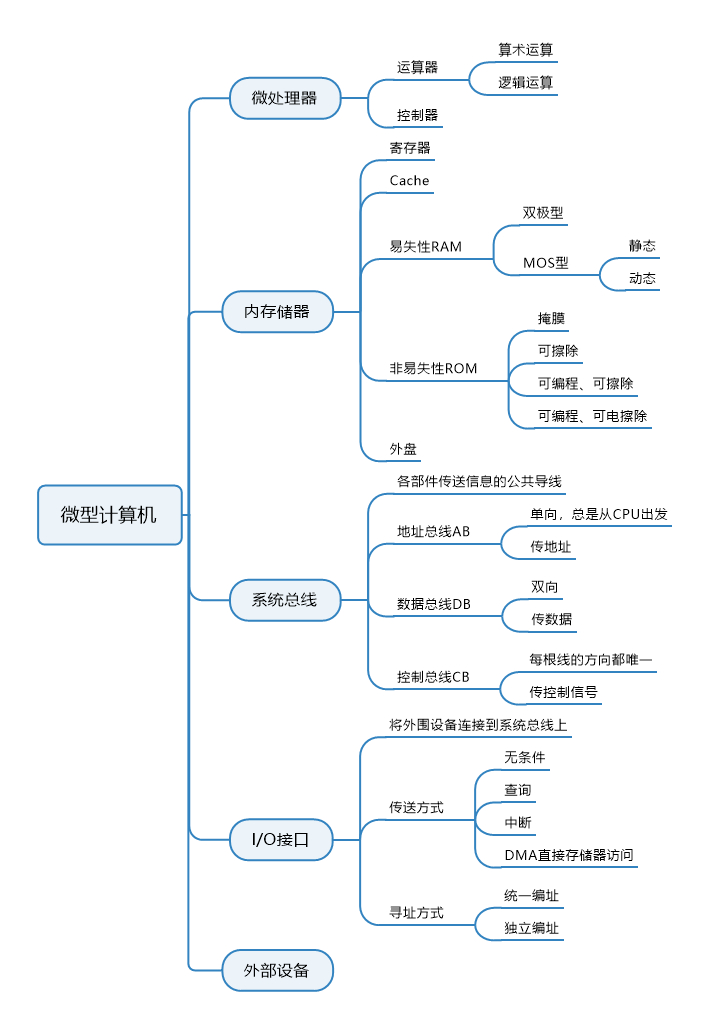 算术运算
运算器
逻辑运算
微处理器
控制器
寄存器
Cache
双极型
易失性RAM
静态
MOS型
动态
内存储器
掩膜
可擦除
非易失性ROM
可编程、可擦除
可编程、可电擦除
外盘
微型计算机
各部件传送信息的公共导线
单向，总是从CPU出发
地址总线AB
传地址
系统总线
双向
数据总线DB
传数据
每根线的方向都唯一
控制总线CB
传控制信号
将外围设备连接到系统总线上
无条件
查询
传送方式
中断
DMA直接存储器访问
I/O接口
统一编址
寻址方式
独立编址
外部设备